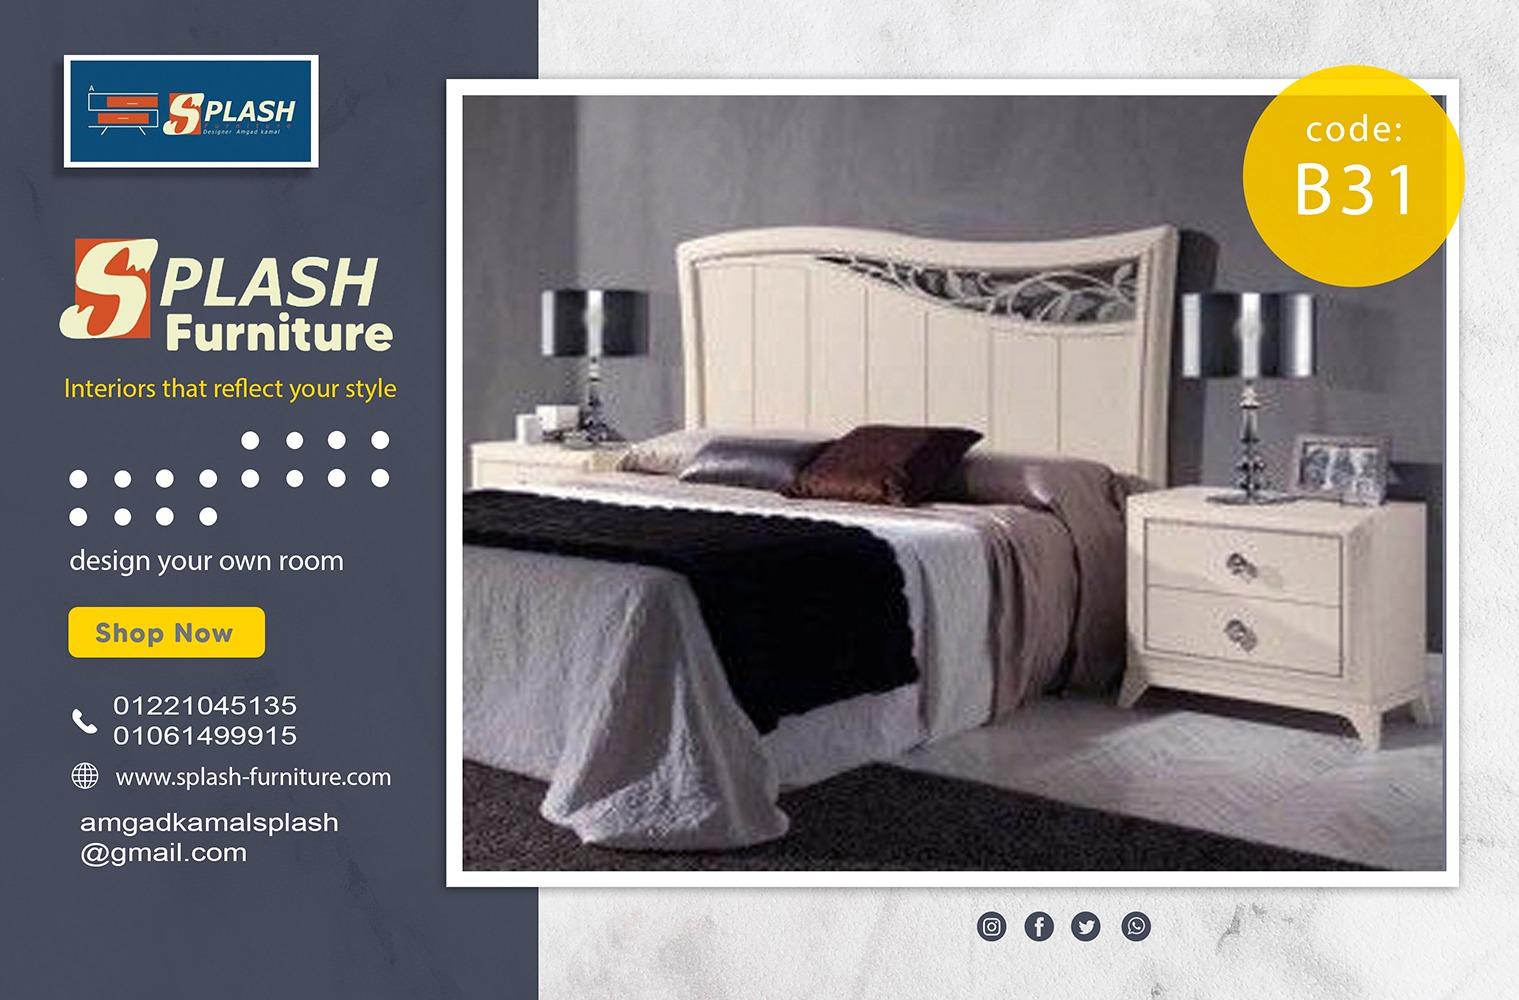 A
SPLASH
Furniture
Designer Amgad kamal
SPLASH
Furniture
Interiors that reflect your style
design your own room
Shop Now
01221045135
01061499915
www.splash-furniture.com
amgadkamalsplash
@gmail.com
code:
B31